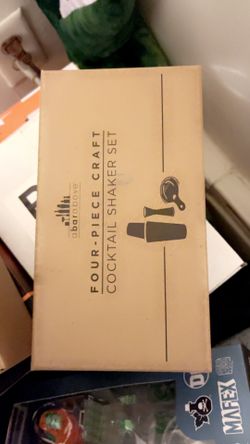 abarabove
FOUR-PIECE CRAFT
COCKTAIL SHAKER SET
MAFEX